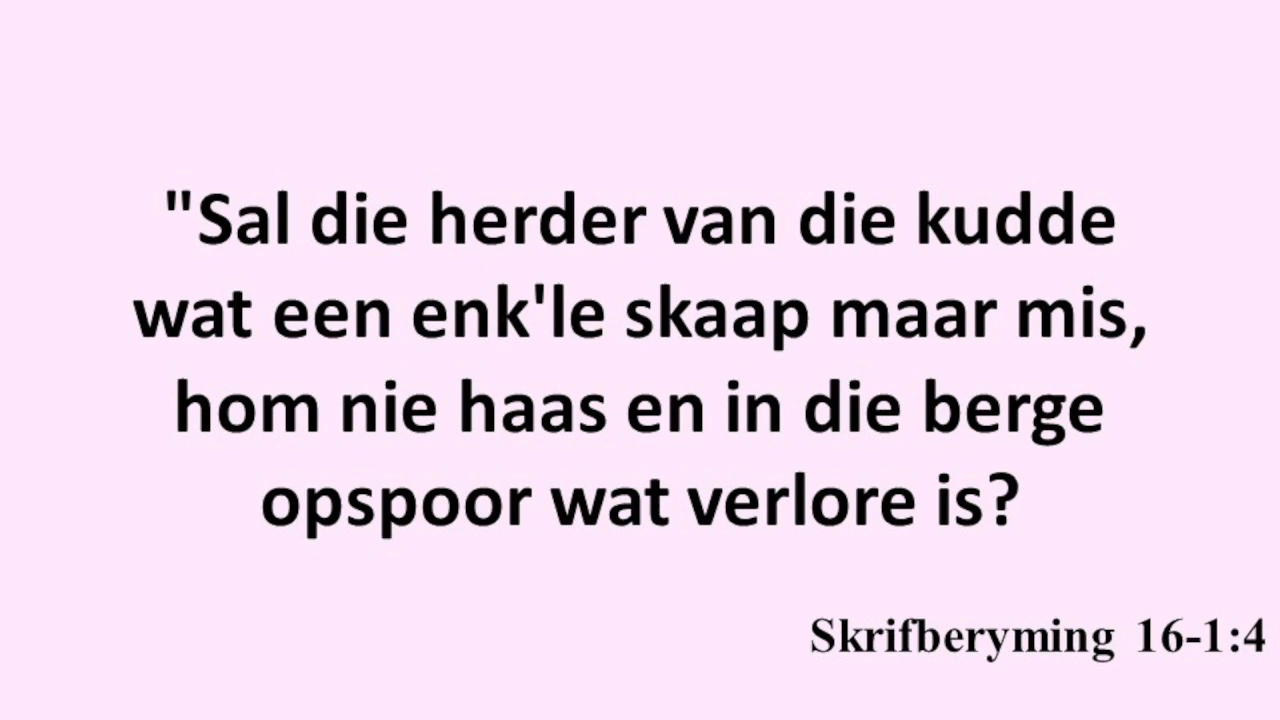 "Sal die herder van die kudde
wat een enk'le skaap maar mis,
hom nie haas en in die berge
opspoor wat verlore is?
Skrifberyming 16-1:4